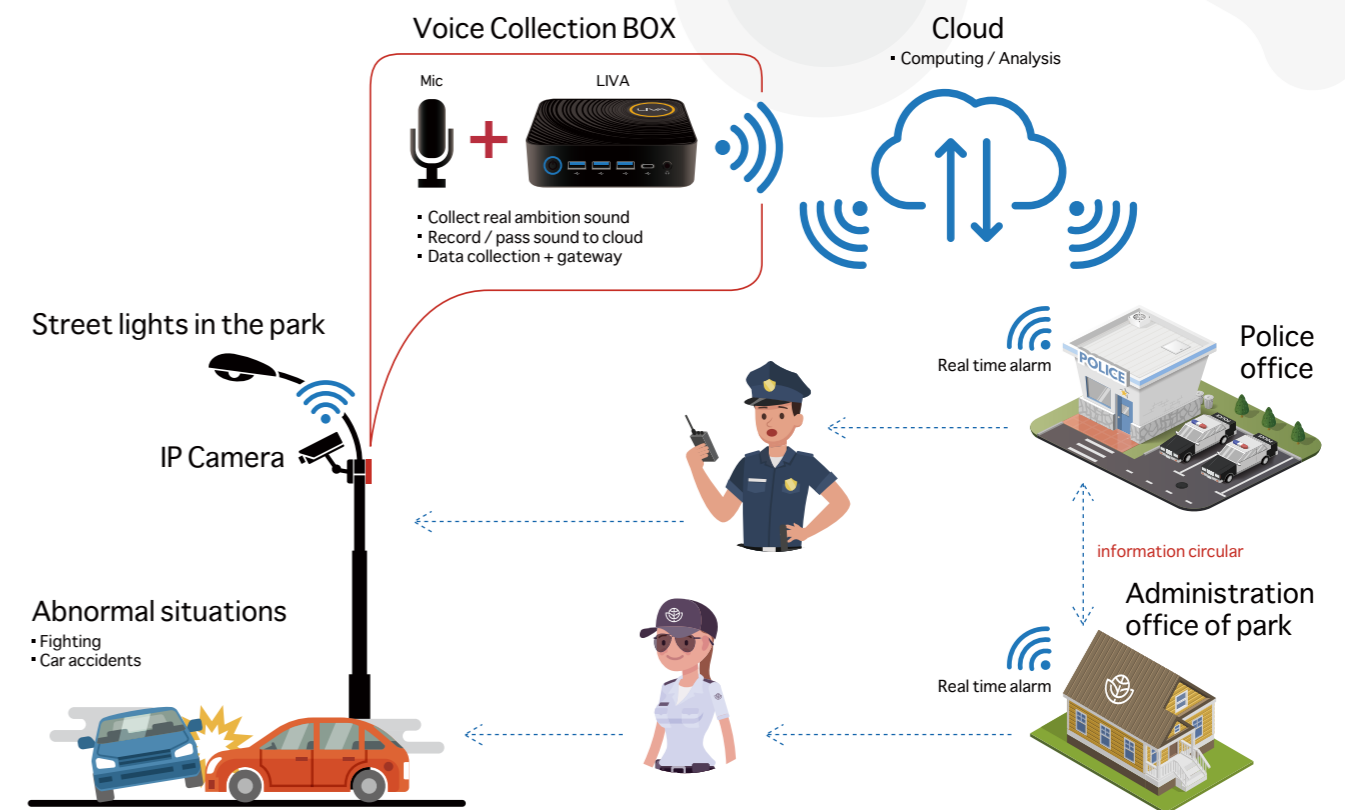 Voice Collection BOX
Cloud
▪ Computing / Analysis
Mic
LIVA
LIVA
▪ Collect real ambition sound
▪ Record / pass sound to cloud
▪ Data collection + gateway
Street lights in the park
IP Camera
Real time alarm
POLICE
Police
office
information circular
Abnormal situations
▪ Fighting
▪ Car accidents
Administration
office of park
Real time alarm